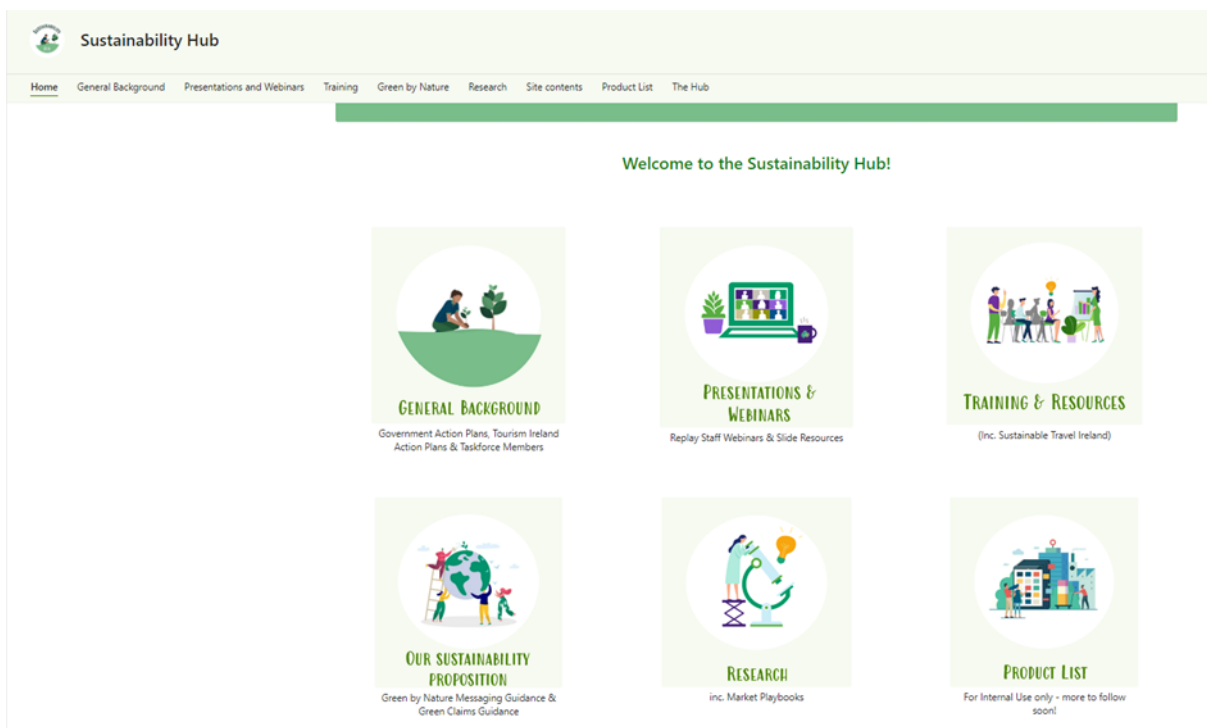 Sustainability Hub
Home General Background Presentations and Webinars Training Green by Nature Research Site contents Product List The Hub
Welcome to the Sustainability Hub!
GENERAL BACKGROUND
Government Action Plans, Tourism Ireland
Action Plans & Taskforce Members
PRESENTATIONS &
WEBINARS
Replay Staff Webinars & Slide Resources
TRAINING & RESOURCES
(Inc. Sustainable Travel Ireland)
OUR SUSTAINABILITY
PROPOSITION
Green by Nature Messaging Guidance &
Green Claims Guidance
RESEARCH
inc. Market Playbooks
PRODUCT LIST
For Internal Use only - more to follow
soon!